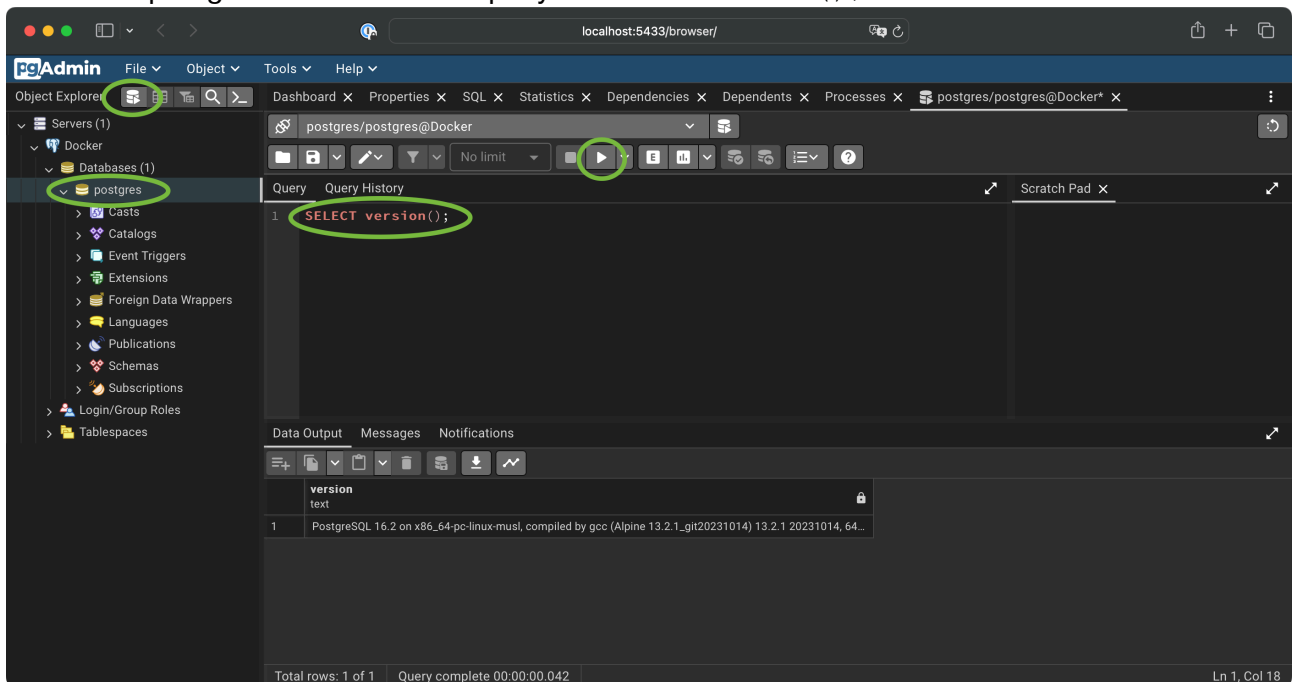 localhost:5433/browser/
pgAdmin File Object Tools Help
Object Explorer Dashboard Properties SQL Statistics Dependencies Dependents Processes postgres/postgres@Docker*
Servers (1)
Docker
Databases (1)
postgres
Casts
Catalogs
Event Triggers
Extensions
Foreign Data Wrappers
Languages
Publications
Schemas
Subscriptions
Login/Group Roles
Tablespaces
postgres/postgres@Docker
No limit E
Query Query History
Scratch Pad
1 SELECT version();
Data Output Messages Notifications
version
text
1 PostgreSQL 16.2 on x86_64-pc-linux-musl, compiled by gcc (Alpine 13.2.1_git20231014) 13.2.1 20231014, 64...
Total rows: 1 of 1 Query complete 00:00:00.042
Ln 1, Col 18